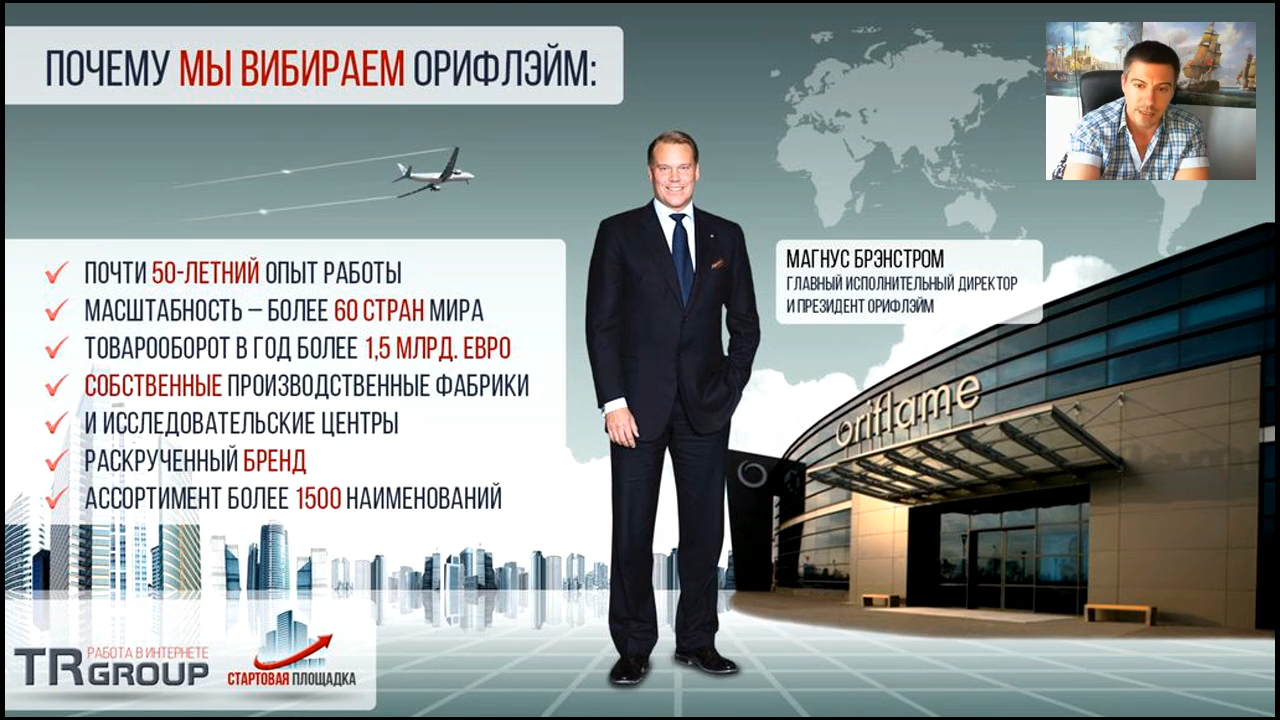 ПОЧЕМУ МЫ ВИБИРАЕМ ОРИФЛЭЙМ:
ПОЧТИ 50-ЛЕТНИЙ ОПЫТ РАБОТЫ
МАСШТАБНОСТЬ – БОЛЕЕ 60 СТРАН МИРА
ТОВАРООБОРОТ В ГОД БОЛЕЕ 1,5 МЛРД. ЕВРО
СОБСТВЕННЫЕ ПРОИЗВОДСТВЕННЫЕ ФАБРИКИ
И ИССЛЕДОВАТЕЛЬСКИЕ ЦЕНТРЫ
РАСКРУЧЕННЫЙ БРЕНД
АССОРТИМЕНТ БОЛЕЕ 1500 НАИМЕНОВАНИЙ
МАГНУС БРЭНСТРОМ
ГЛАВНЫЙ ИСПОЛНИТЕЛЬНЫЙ ДИРЕКТОР
И ПРЕЗИДЕНТ ОРИФЛЭЙМ
oriflame
РАБОТА В ИНТЕРНЕТЕ
TRGROUP
СТАРТОВАЯ ПЛОЩАДКА